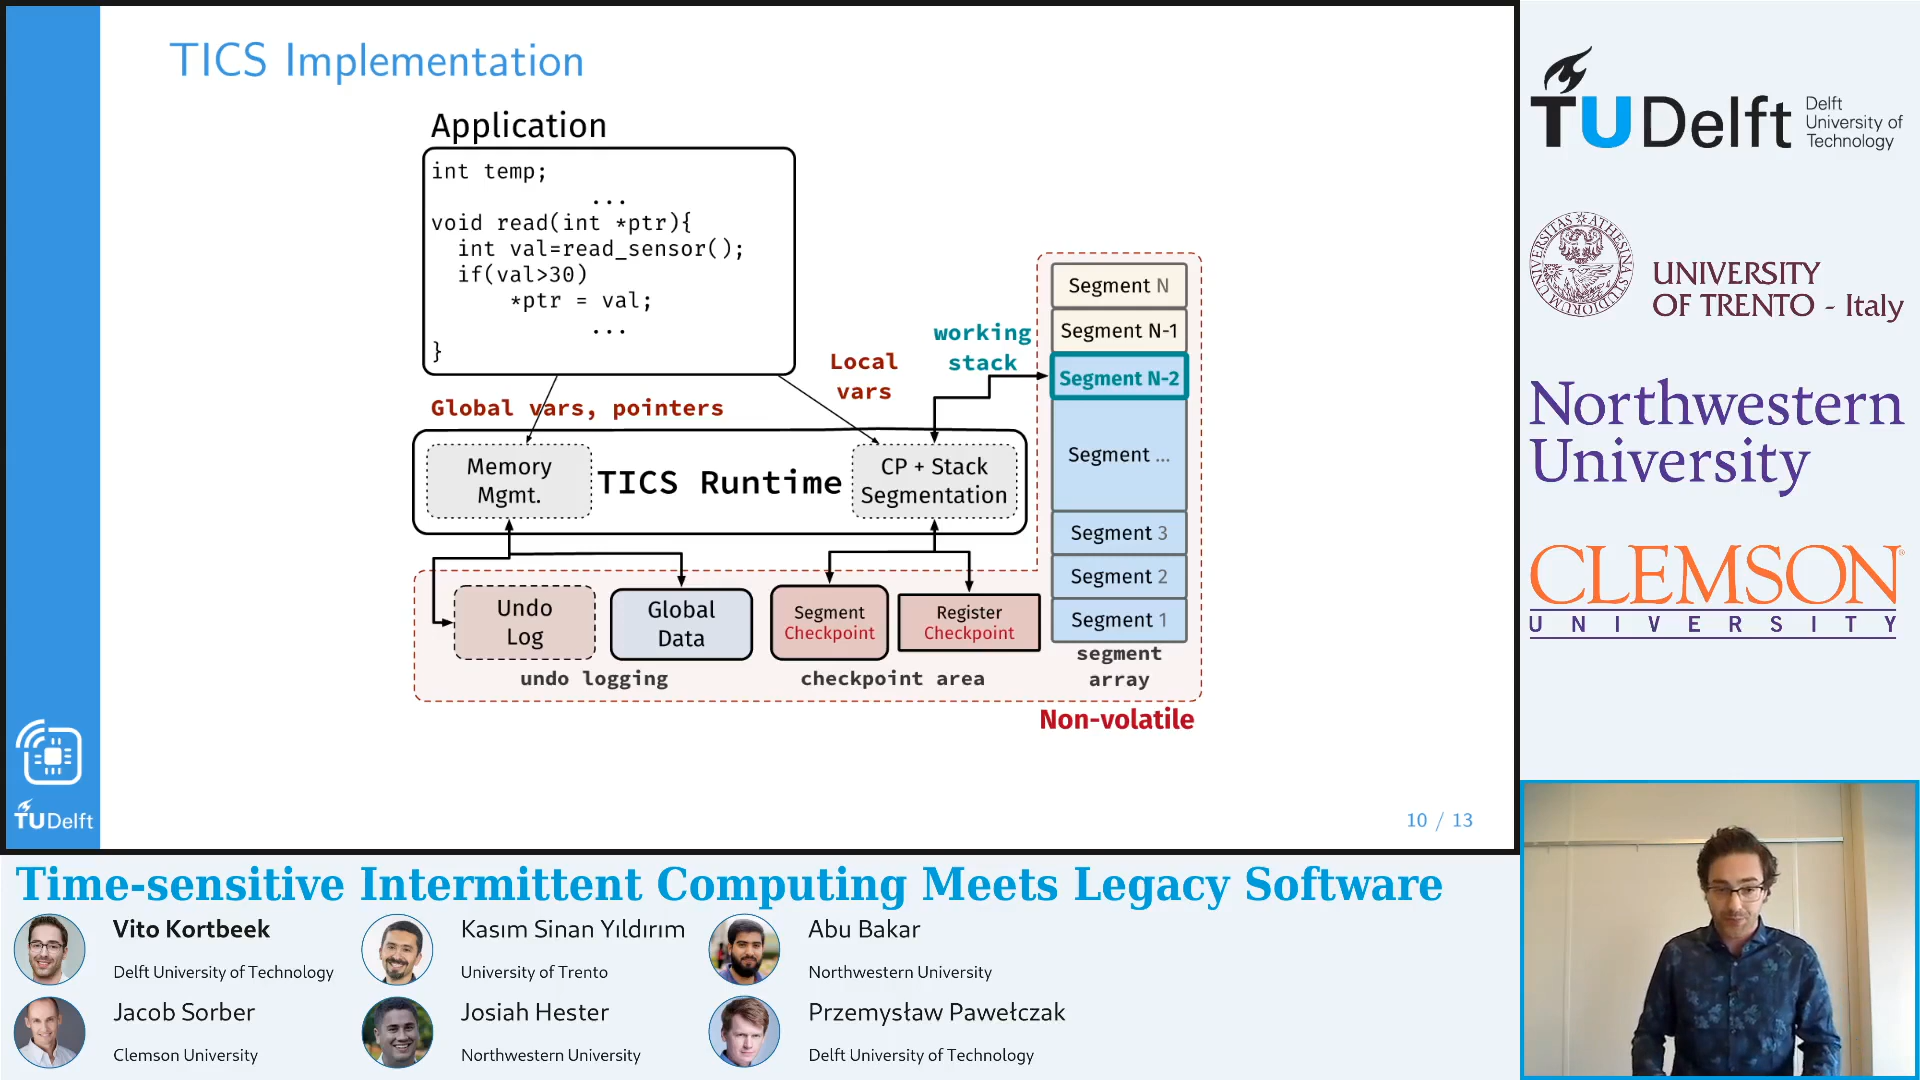 TICS Implementation
Application
int temp;
...
void read(int *ptr){
int val=read_sensor();
if(val>30)
*ptr = val;
...
}
Global vars, pointers
Local
vars
working
stack
Memory
Mgmt.
TICS Runtime
CP + Stack
Segmentation
Undo
Log
Global
Data
Segment
Checkpoint
Register
Checkpoint
undo logging
checkpoint area
Segment N
Segment N-1
Segment N-2
Segment ...
Segment 3
Segment 2
Segment 1
segment
array
Non-volatile
10 / 13
TUDelft
TUDelft
Delft
University of
Technology
UNIVERSITY
OF TRENTO - Italy
Northwestern
University
CLEMSON
UNIVERSITY
Time-sensitive Intermittent Computing Meets Legacy Software
Vito Kortbeek
Delft University of Technology
Kasım Sinan Yıldırım
University of Trento
Abu Bakar
Northwestern University
Jacob Sorber
Clemson University
Josiah Hester
Northwestern University
Przemysław Pawełczak
Delft University of Technology